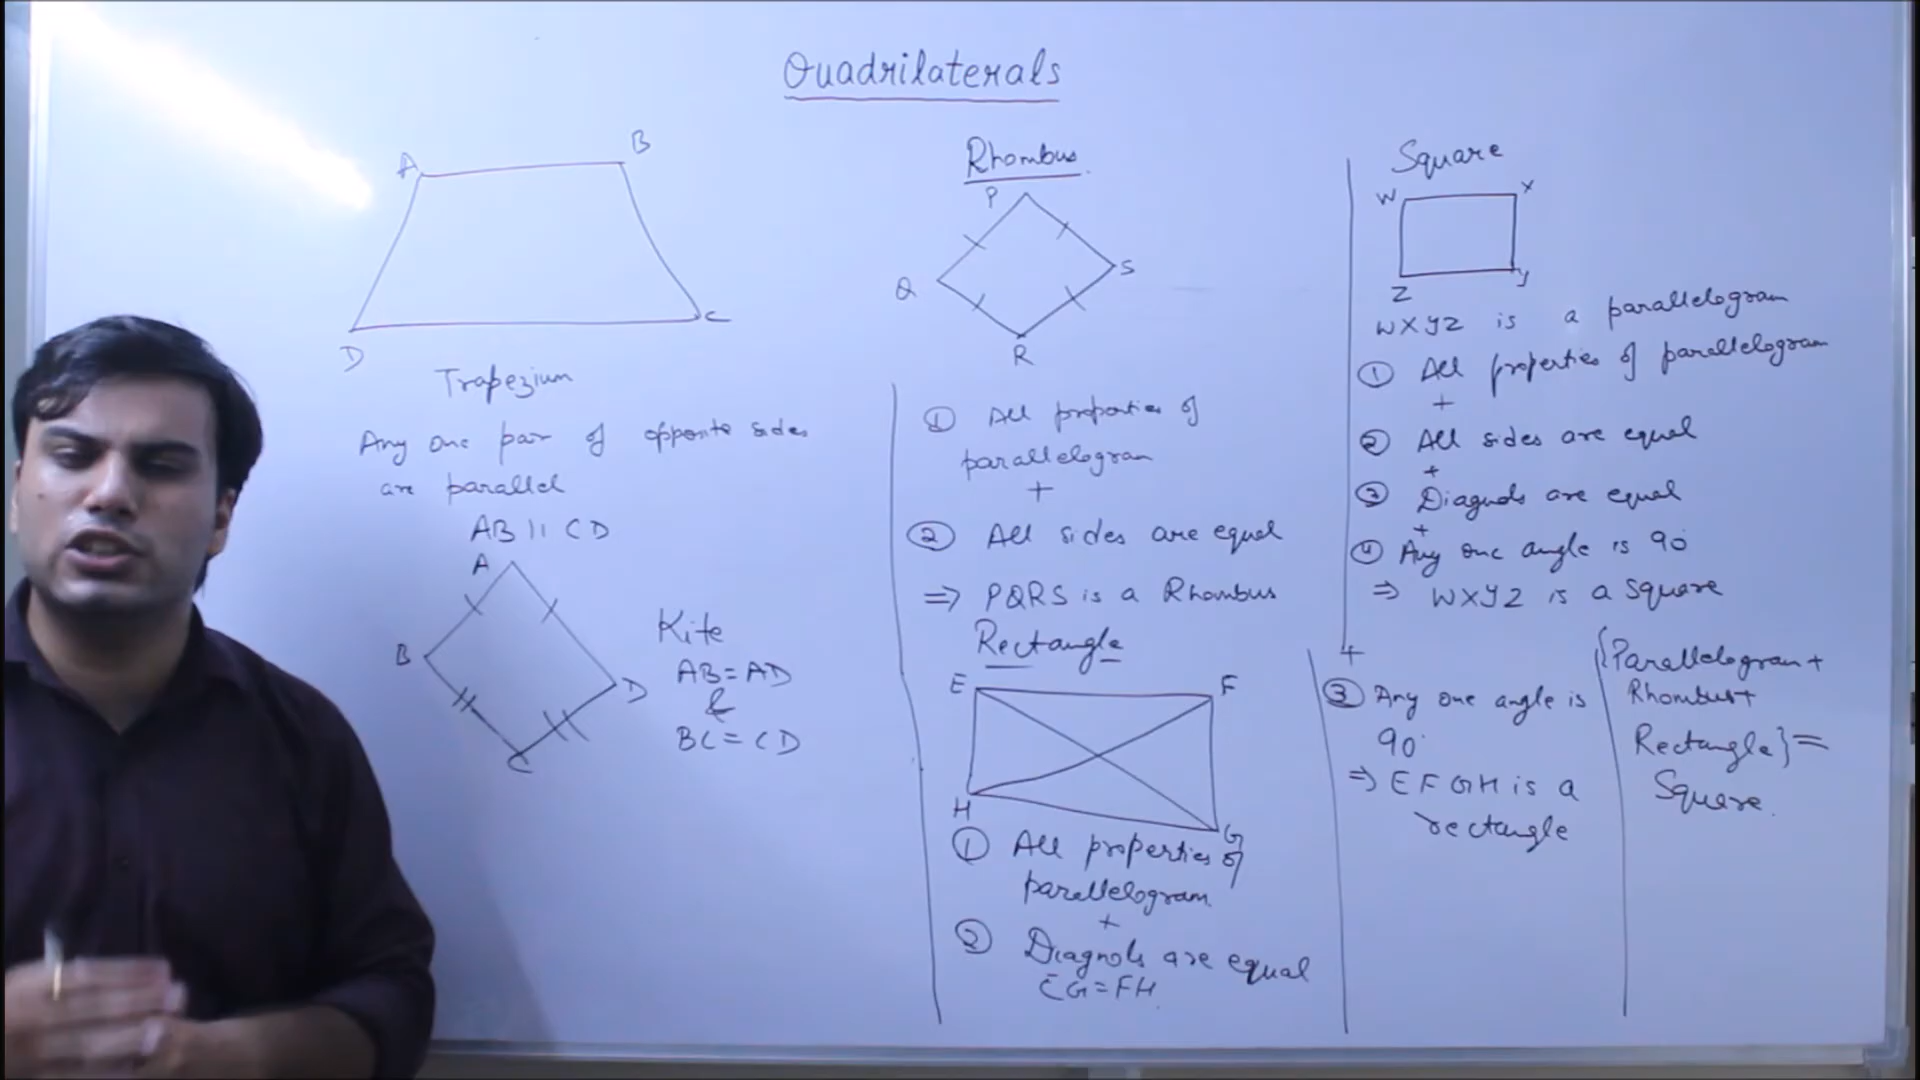 Quadrilaterals
A
B
D
C
Trapezium
Any one pair of opposite sides
are parallel
AB || CD
A
B
D
C
Kite
AB = AD
&
BC = CD
Rhombus
P
Q
S
R
① All properties of
parallelogram
+
② All sides are equal
⇒ PQRS is a Rhombus
Rectangle
E
F
H
G
① All properties of
parallelogram
+
② Diagnols are equal
EG = FH
Square
W
X
Z
Y
WXYZ is a parallelogram
① All properties of parallelogram
+
② All sides are equal
+
③ Diagnols are equal
+
④ Any one angle is 90°
⇒ WXYZ is a square
+
③ Any one angle is
90°
⇒ EFGH is a
rectangle
{Parallelogram +
Rhombus +
Rectangle} =
Square.